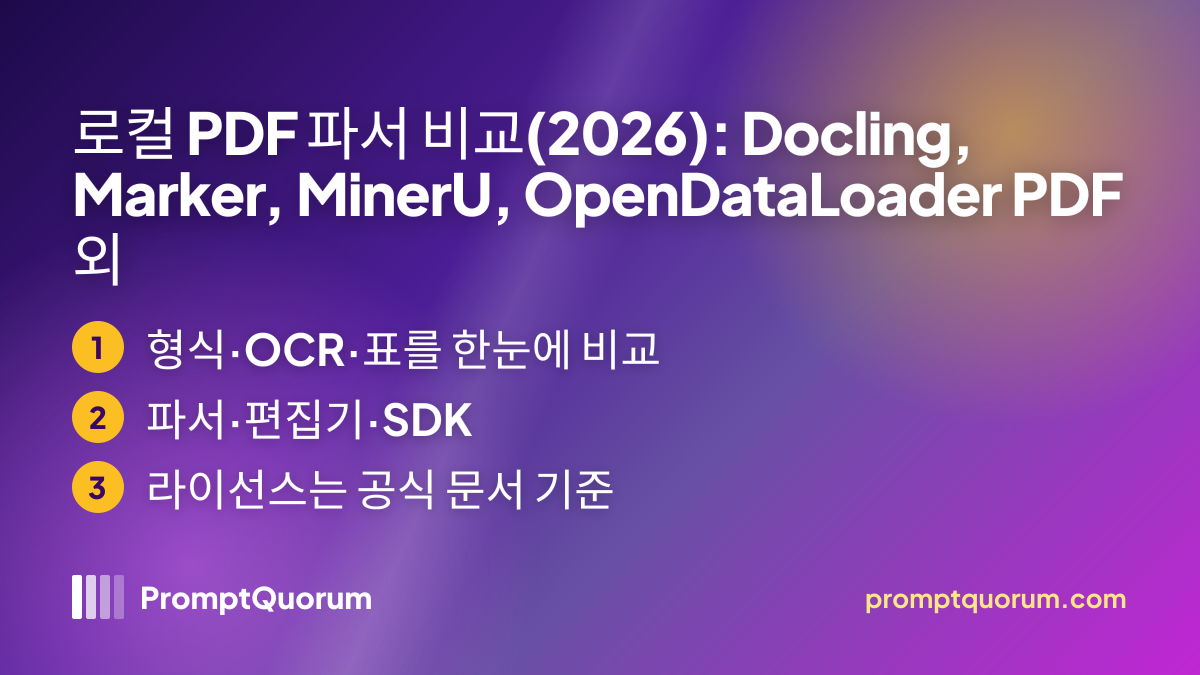 로컬 PDF 파서 비교(2026): Docling,
Marker, MinerU, OpenDataLoader PDF
외
1 형식·OCR·표를 한눈에 비교
2 파서·편집기·SDK
3 라이선스는 공식 문서 기준
PromptQuorum
promptquorum.com